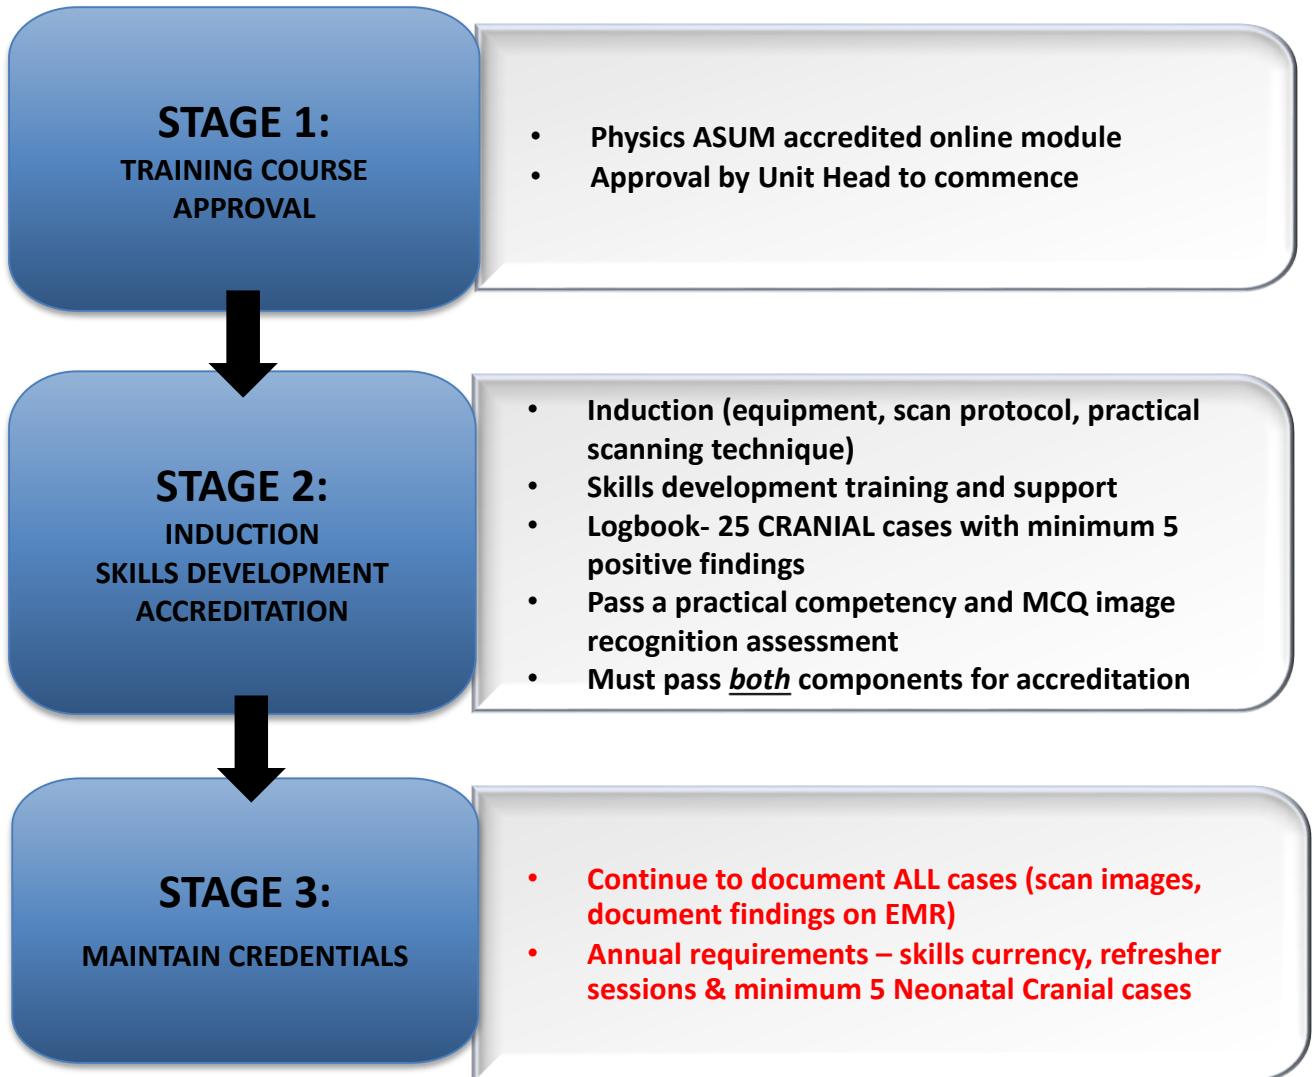 STAGE 1:
TRAINING COURSE
APPROVAL
• Physics ASUM accredited online module
• Approval by Unit Head to commence
STAGE 2:
INDUCTION
SKILLS DEVELOPMENT
ACCREDITATION
• Induction (equipment, scan protocol, practical
scanning technique)
• Skills development training and support
• Logbook- 25 CRANIAL cases with minimum 5
positive findings
• Pass a practical competency and MCQ image
recognition assessment
• Must pass both components for accreditation
STAGE 3:
MAINTAIN CREDENTIALS
• Continue to document ALL cases (scan images,
document findings on EMR)
• Annual requirements – skills currency, refresher
sessions & minimum 5 Neonatal Cranial cases